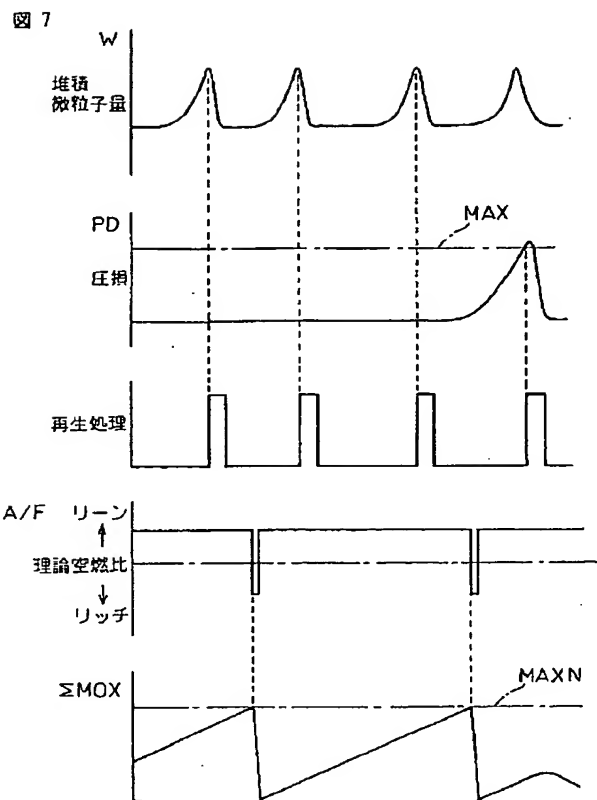 図 7
W
堆積
微粒子量
PD
MAX
圧損
再生処理
A/F リーン
理論空燃比
リッチ
ΣMOX
MAXN